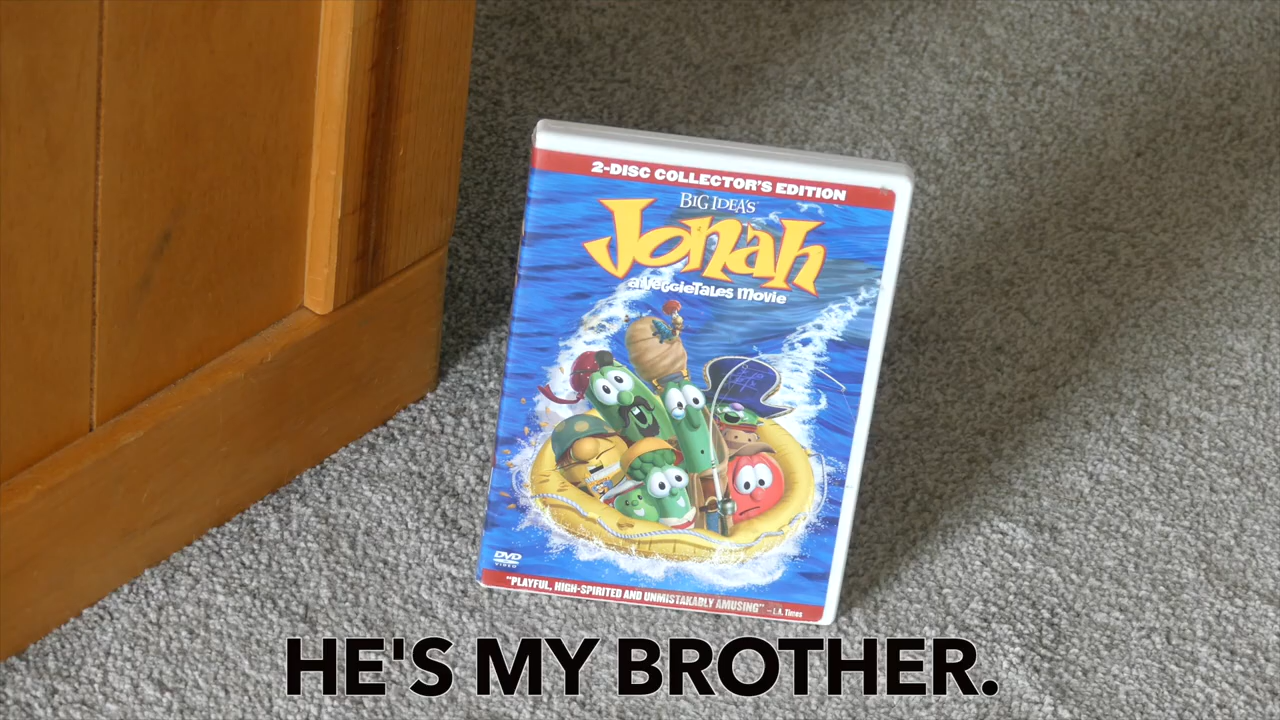 2-DISC COLLECTOR'S EDITION
BIG IDEA'S
Jonah
a VeggieTales Movie
DVD
VIDEO
"PLAYFUL, HIGH-SPIRITED AND UNMISTAKABLY AMUSING" – L.A. Times
HE'S MY BROTHER.